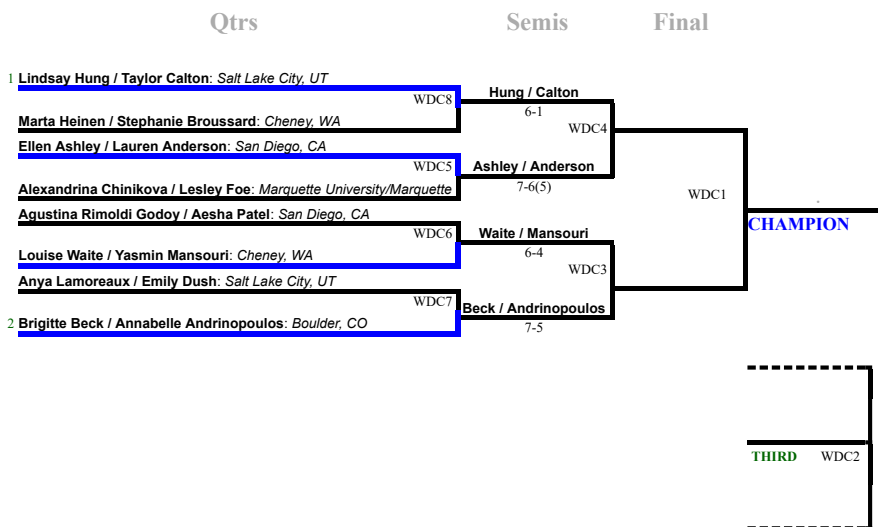 Qtrs Semis Final
1 Lindsay Hung / Taylor Calton: Salt Lake City, UT
WDC8 Hung / Calton
6-1
Marta Heinen / Stephanie Broussard: Cheney, WA
WDC4
Ellen Ashley / Lauren Anderson: San Diego, CA
WDC5 Ashley / Anderson
7-6(5)
Alexandrina Chinikova / Lesley Foe: Marquette University/Marquette
WDC1
Agustina Rimoldi Godoy / Aesha Patel: San Diego, CA
CHAMPION
WDC6 Waite / Mansouri
6-4
Louise Waite / Yasmin Mansouri: Cheney, WA
WDC3
Anya Lamoreaux / Emily Dush: Salt Lake City, UT
WDC7 Beck / Andrinopoulos
7-5
2 Brigitte Beck / Annabelle Andrinopoulos: Boulder, CO
THIRD WDC2